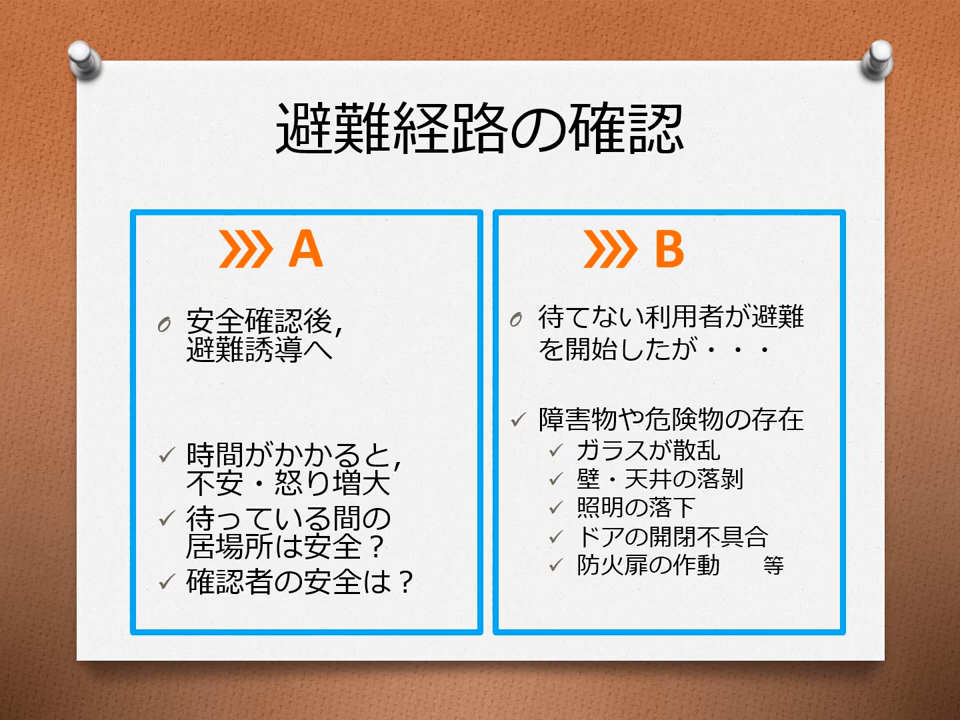 避難経路の確認
A
安全確認後,
避難誘導へ
時間がかかると,
不安・怒り増大
待っている間の
居場所は安全？
確認者の安全は？
B
待てない利用者が避難
を開始したが・・・
障害物や危険物の存在
ガラスが散乱
壁・天井の落剝
照明の落下
ドアの開閉不具合
防火扉の作動　　等